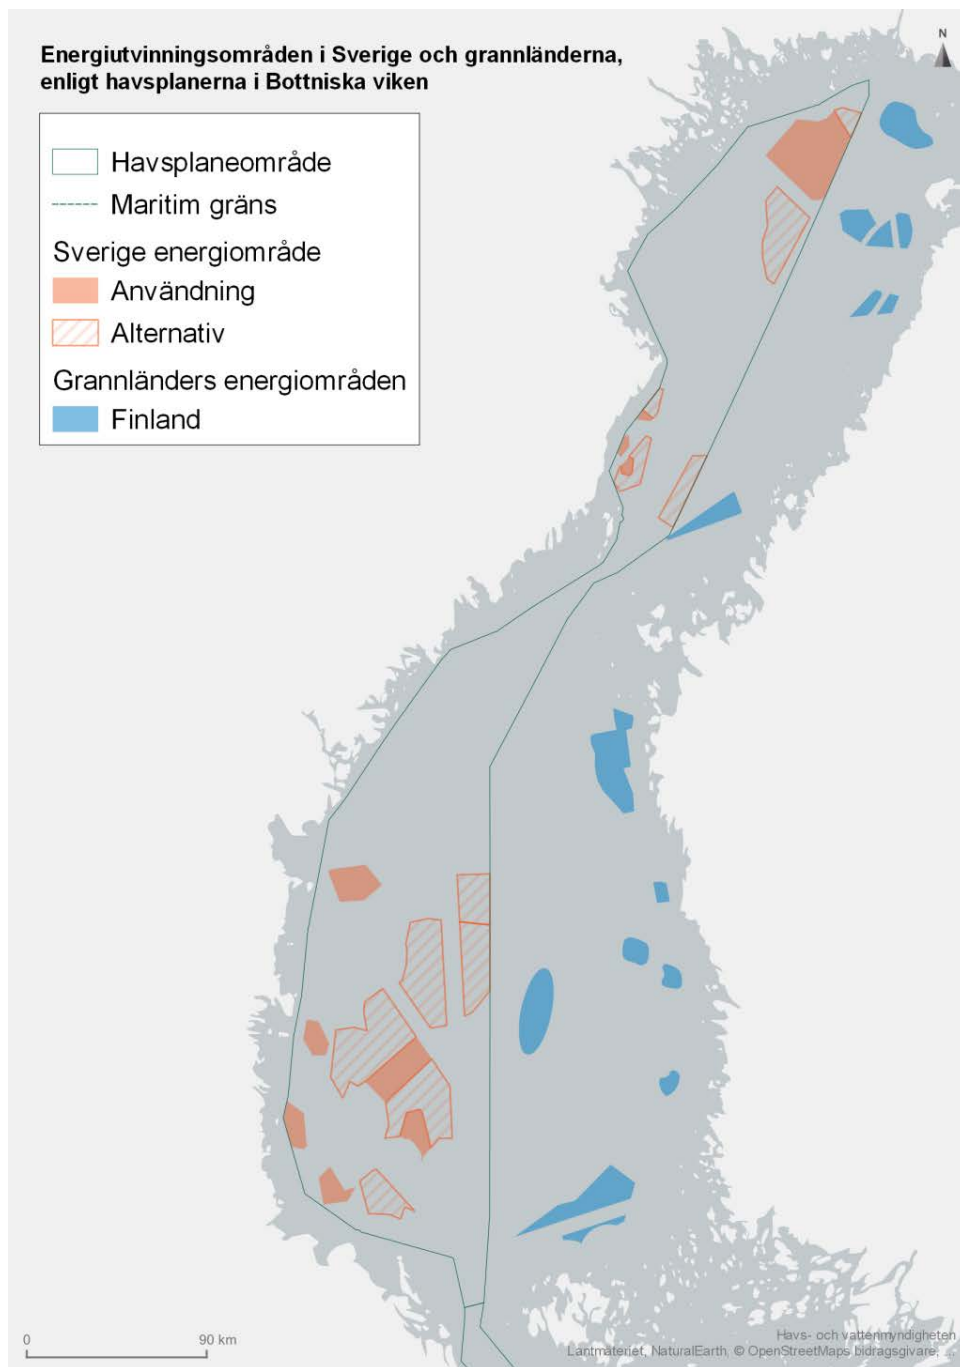 Energiutvinningsområden i Sverige och grannländerna,
enligt havsplanerna i Bottniska viken
N
Havsplaneområde
Maritim gräns
Sverige energiområde
Användning
Alternativ
Grannländers energiområden
Finland
0 90 km
Havs- och vattenmyndigheten
Lantmäteriet, NaturalEarth, © OpenStreetMaps bidragsgivare, ...